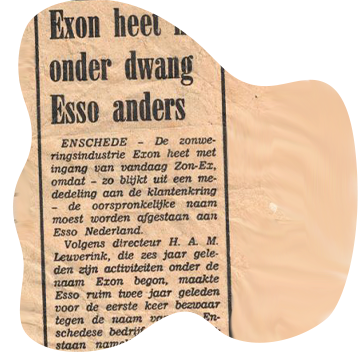 Exon heet
onder dwang
Esso anders
ENSCHEDE - De zonwe-
ringsindustrie Exon heet met
ingang van vandaag Zon-Ex,
omdat - zo blijkt uit een me-
dedeling aan de klantenkring
- de oorspronkelijke naam
moest worden afgestaan aan
Esso Nederland.
Volgens directeur H. A. M.
Leuverink, die zes jaar gele-
den zijn activiteiten onder de
naam Exon begon, maakte
Esso ruim twee jaar geleden
voor de eerste keer bezwaar
tegen de naam En-
schedese
staan